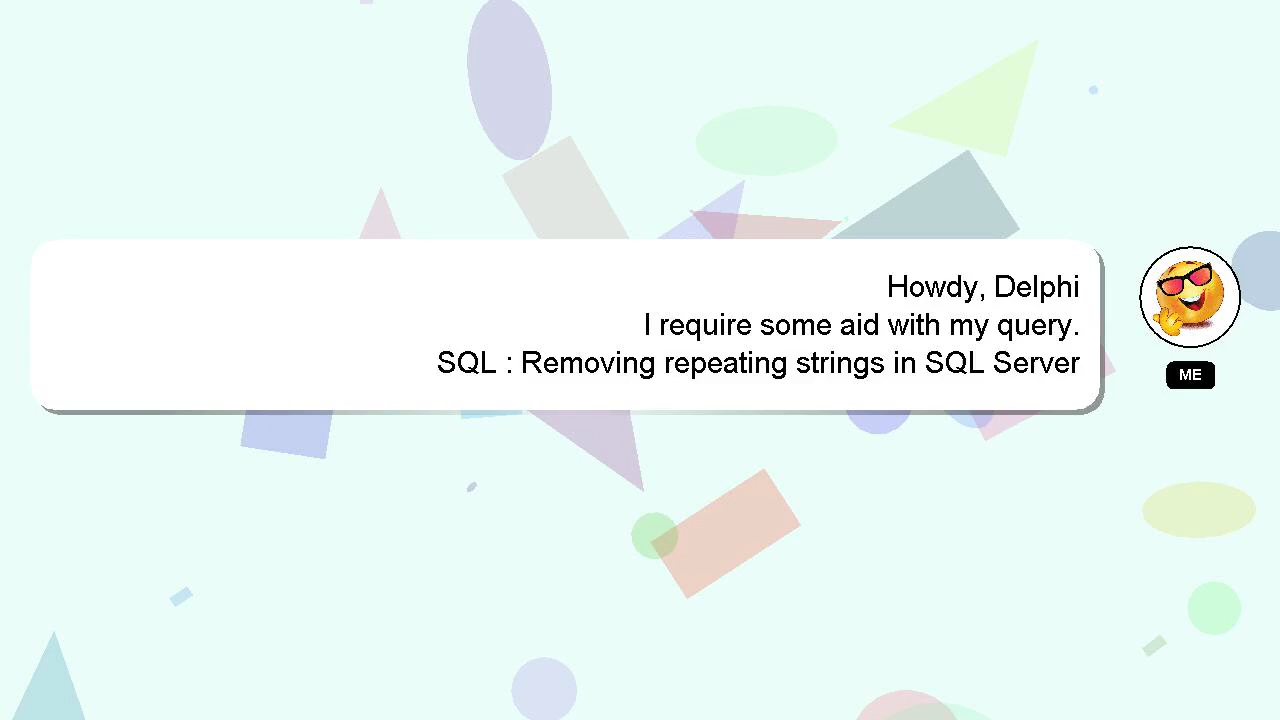 Howdy, Delphi
I require some aid with my query.
SQL : Removing repeating strings in SQL Server
ME